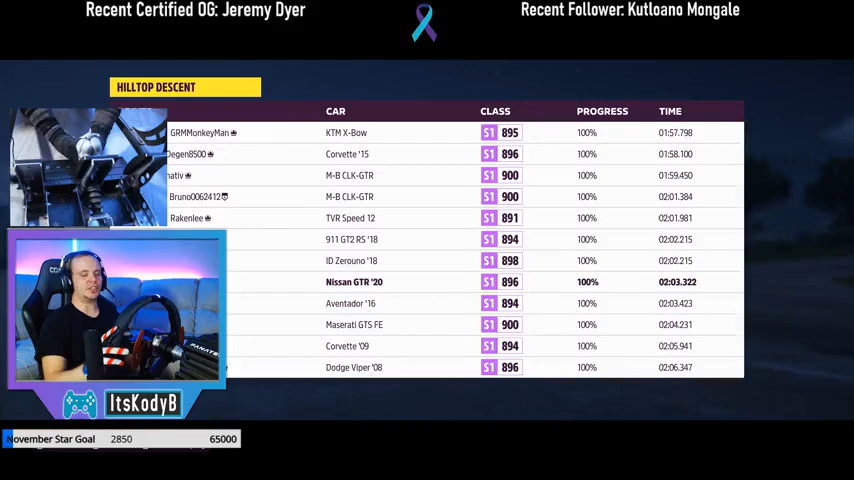 Recent Certified OG: Jeremy Dyer
Recent Follower: Kutloano Mongale
HILLTOP DESCENT
CAR CLASS PROGRESS TIME
GRMMonkeyMan KTM X-Bow S1 895 100% 01:57.798
Degen8500 Corvette '15 S1 896 100% 01:58.100
nativ M-B CLK-GTR S1 900 100% 01:59.450
Bruno0062412 M-B CLK-GTR S1 900 100% 02:01.384
Rakenlee TVR Speed 12 S1 891 100% 02:01.981
911 GT2 RS '18 S1 894 100% 02:02.215
ID Zerouno '18 S1 898 100% 02:02.215
Nissan GTR '20 S1 896 100% 02:03.322
Aventador '16 S1 894 100% 02:03.423
Maserati GTS FE S1 900 100% 02:04.231
Corvette '09 S1 894 100% 02:05.941
Dodge Viper '08 S1 896 100% 02:06.347
FANATEC
ItsKodyB
November Star Goal 2850 65000